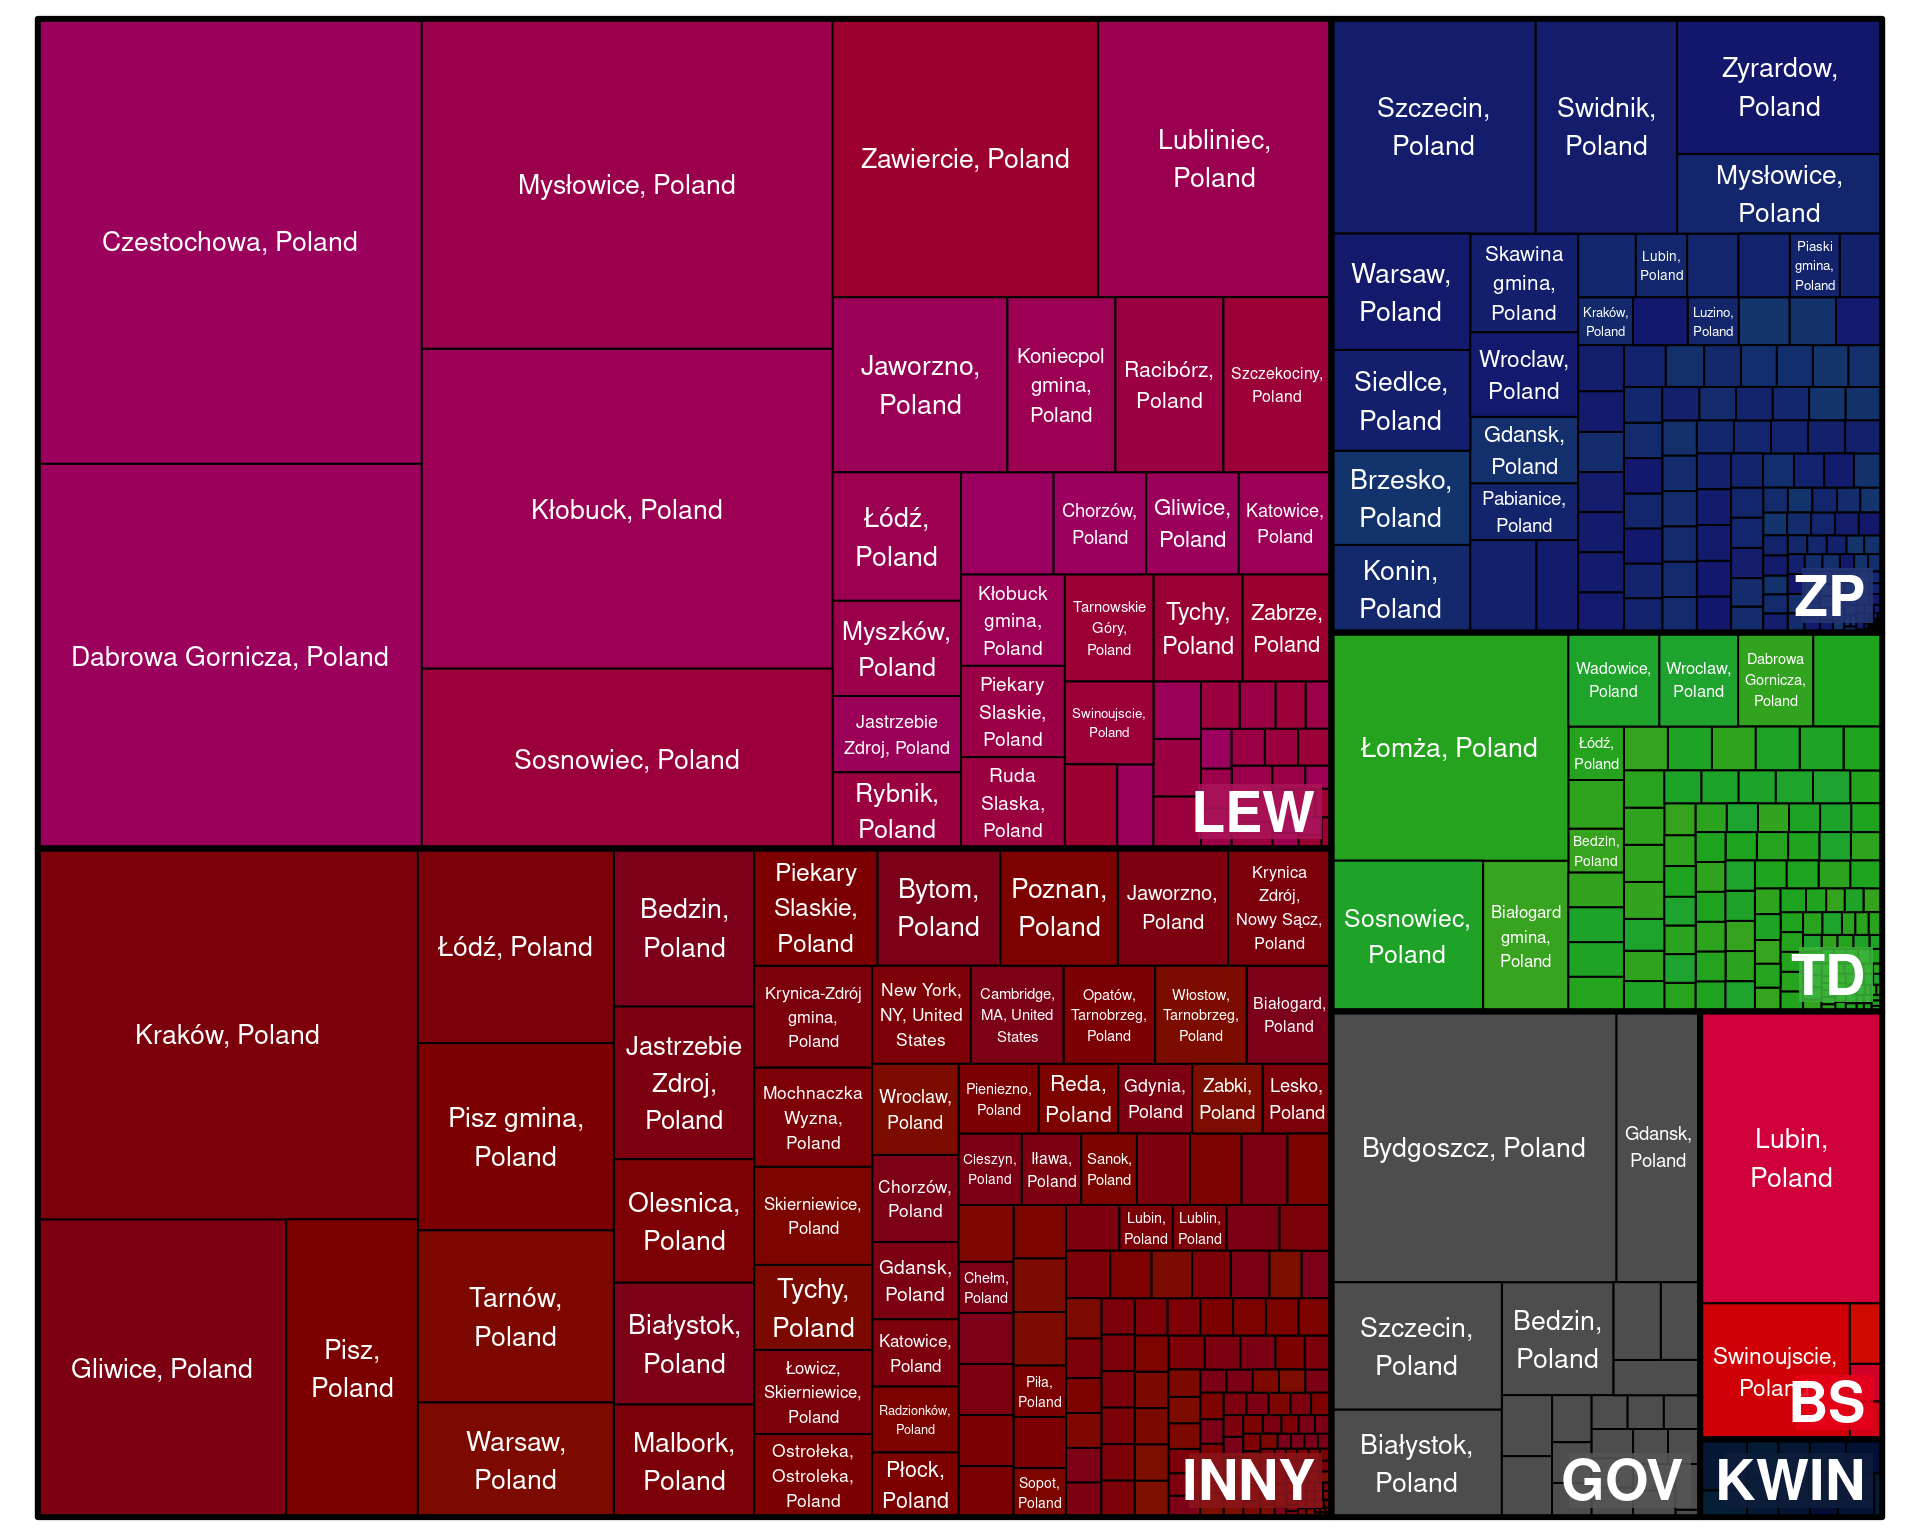 Czestochowa, Poland
Dabrowa Gornicza, Poland
Mysłowice, Poland
Kłobuck, Poland
Sosnowiec, Poland
Zawiercie, Poland
Lubliniec,
Poland
Jaworzno,
Poland
Koniecpol
gmina,
Poland
Racibórz,
Poland
Szczekociny,
Poland
Łódź,
Poland
Myszków,
Poland
Jastrzebie
Zdroj, Poland
Rybnik,
Poland
Chorzów,
Poland
Gliwice,
Poland
Katowice,
Poland
Kłobuck
gmina,
Poland
Piekary
Slaskie,
Poland
Ruda
Slaska,
Poland
Tarnowskie
Góry,
Poland
Tychy,
Poland
Zabrze,
Poland
Swinoujscie,
Poland
LEW
Kraków, Poland
Gliwice, Poland
Pisz,
Poland
Łódź, Poland
Pisz gmina,
Poland
Tarnów,
Poland
Warsaw,
Poland
Bedzin,
Poland
Jastrzebie
Zdroj,
Poland
Olesnica,
Poland
Białystok,
Poland
Malbork,
Poland
Piekary
Slaskie,
Poland
Bytom,
Poland
Poznan,
Poland
Jaworzno,
Poland
Krynica
Zdrój,
Nowy Sącz,
Poland
Krynica-Zdrój
gmina,
Poland
Mochnaczka
Wyzna,
Poland
Skierniewice,
Poland
Tychy,
Poland
Łowicz,
Skierniewice,
Poland
Ostrołeka,
Ostroleka,
Poland
New York,
NY, United
States
Cambridge,
MA, United
States
Opatów,
Tarnobrzeg,
Poland
Włostow,
Tarnobrzeg,
Poland
Białogard,
Poland
Wroclaw,
Poland
Chorzów,
Poland
Gdansk,
Poland
Katowice,
Poland
Radzionków,
Poland
Płock,
Poland
Pieniezno,
Poland
Reda,
Poland
Gdynia,
Poland
Zabki,
Poland
Lesko,
Poland
Cieszyn,
Poland
Iława,
Poland
Sanok,
Poland
Chełm,
Poland
Lubin,
Poland
Lublin,
Poland
Piła,
Poland
Sopot,
Poland
INNY
Szczecin,
Poland
Swidnik,
Poland
Zyrardow,
Poland
Mysłowice,
Poland
Warsaw,
Poland
Siedlce,
Poland
Brzesko,
Poland
Konin,
Poland
Skawina
gmina,
Poland
Wroclaw,
Poland
Gdansk,
Poland
Pabianice,
Poland
Lubin,
Poland
Piaski
gmina,
Poland
Kraków,
Poland
Luzino,
Poland
ZP
Łomża, Poland
Sosnowiec,
Poland
Białogard
gmina,
Poland
Wadowice,
Poland
Wroclaw,
Poland
Dabrowa
Gornicza,
Poland
Łódź,
Poland
Bedzin,
Poland
TD
Bydgoszcz, Poland
Gdansk,
Poland
Szczecin,
Poland
Bedzin,
Poland
Białystok,
Poland
GOV
Lubin,
Poland
Swinoujscie,
Poland
BS
KWIN